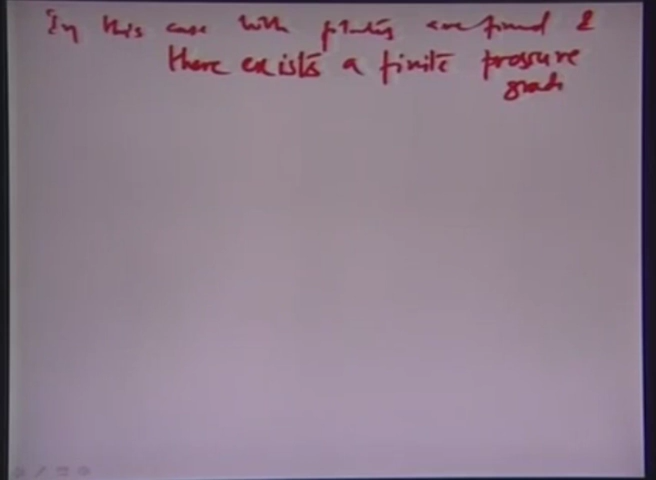 In this case both plates are fixed &
there exists a finite pressure
grad